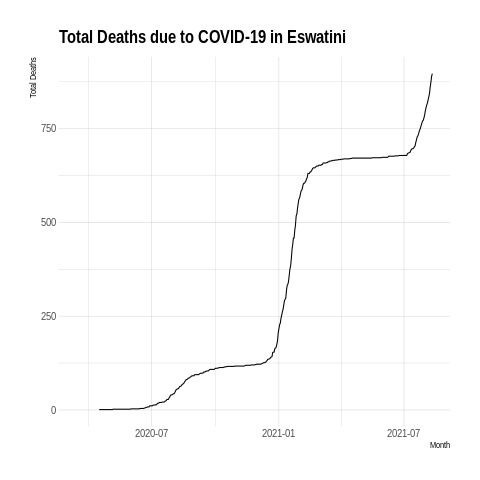 Total Deaths due to COVID-19 in Eswatini
Total Deaths
750
500
250
0
2020-07 2021-01 2021-07
Month